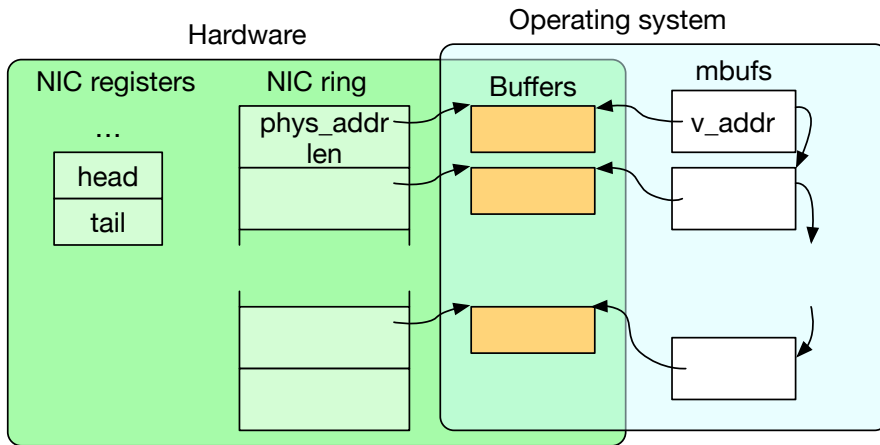 Hardware
Operating system
NIC registers
NIC ring
Buffers
mbufs
...
head
tail
phys_addr
len
v_addr